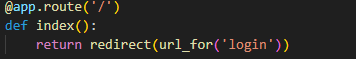 @app.route('/')
def index():
    return redirect(url_for('login'))